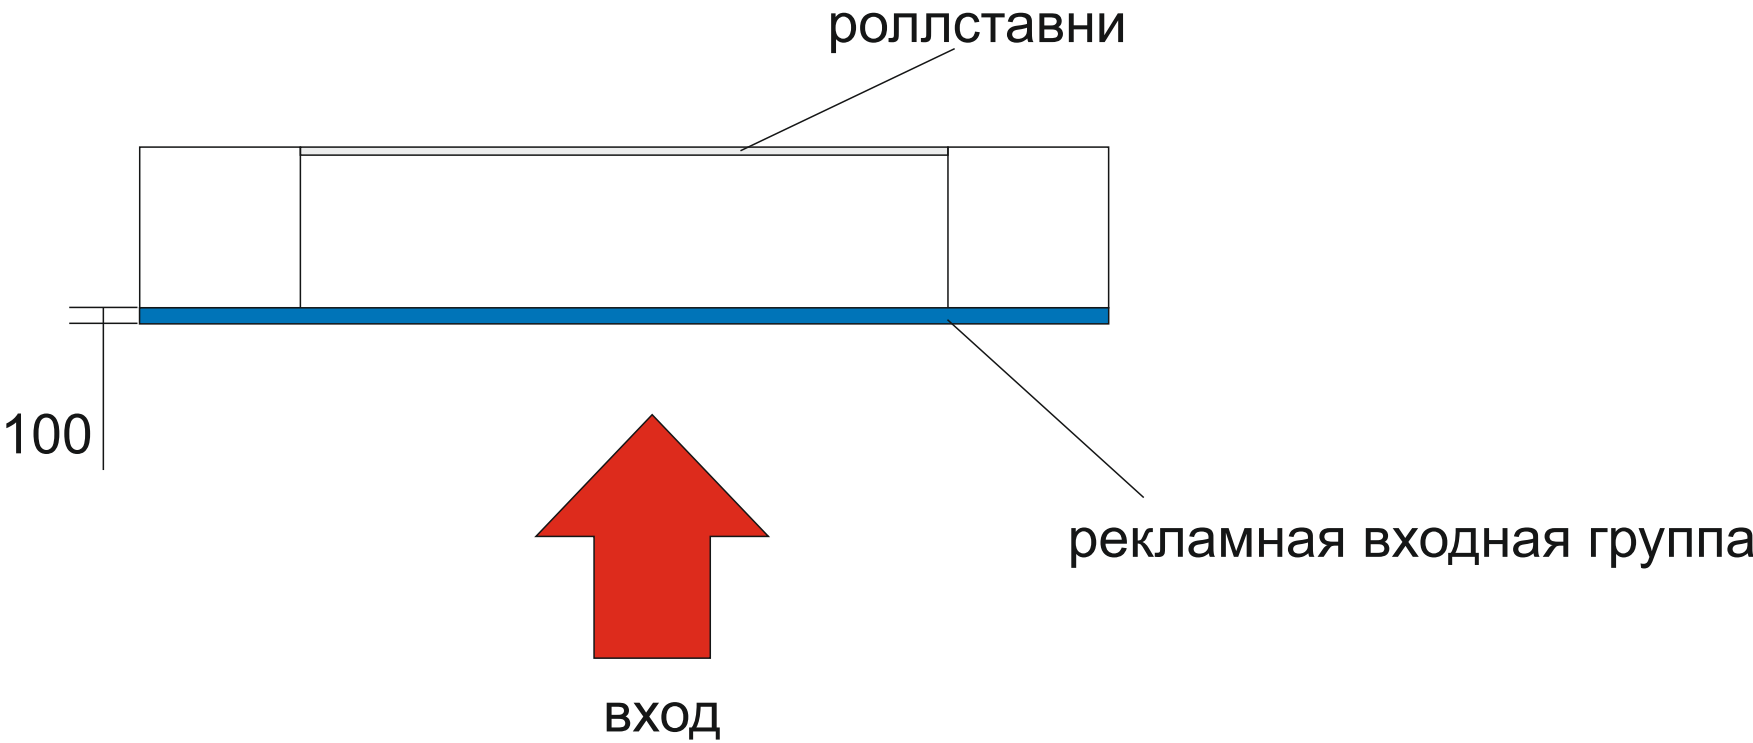 роллставни
100
рекламная входная группа
вход